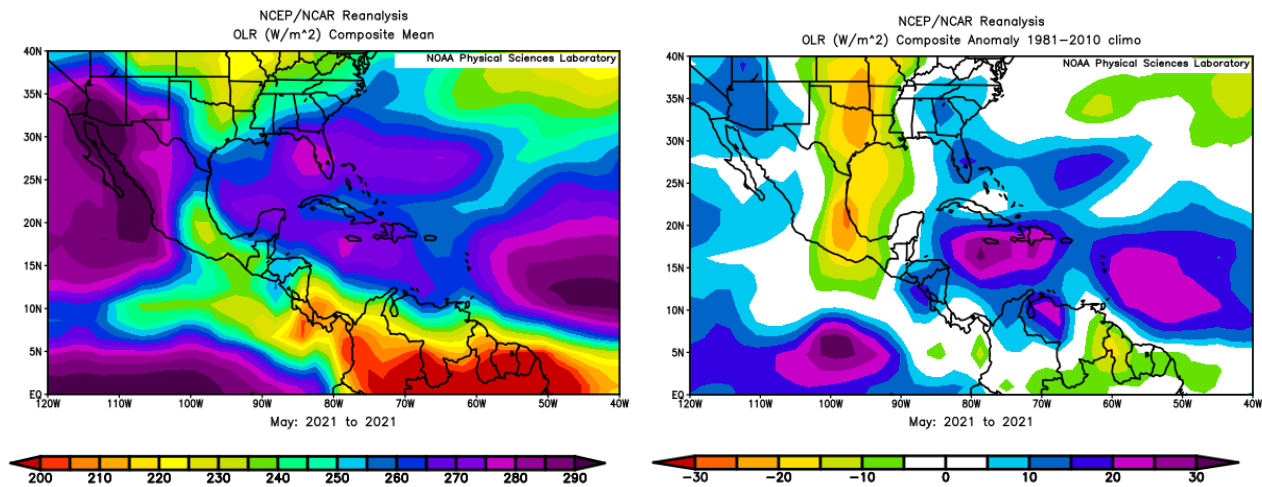 NCEP/NCAR Reanalysis
OLR (W/m^2) Composite Mean
NOAA Physical Sciences Laboratory
40N
35N
30N
25N
20N
15N
10N
5N
EQ
120W 110W 100W 90W 80W 70W 60W 50W 40W
May: 2021 to 2021
200 210 220 230 240 250 260 270 280 290
NCEP/NCAR Reanalysis
OLR (W/m^2) Composite Anomaly 1981-2010 climo
NOAA Physical Sciences Laboratory
40N
35N
30N
25N
20N
15N
10N
5N
EQ
120W 110W 100W 90W 80W 70W 60W 50W 40W
May: 2021 to 2021
-30 -20 -10 0 10 20 30